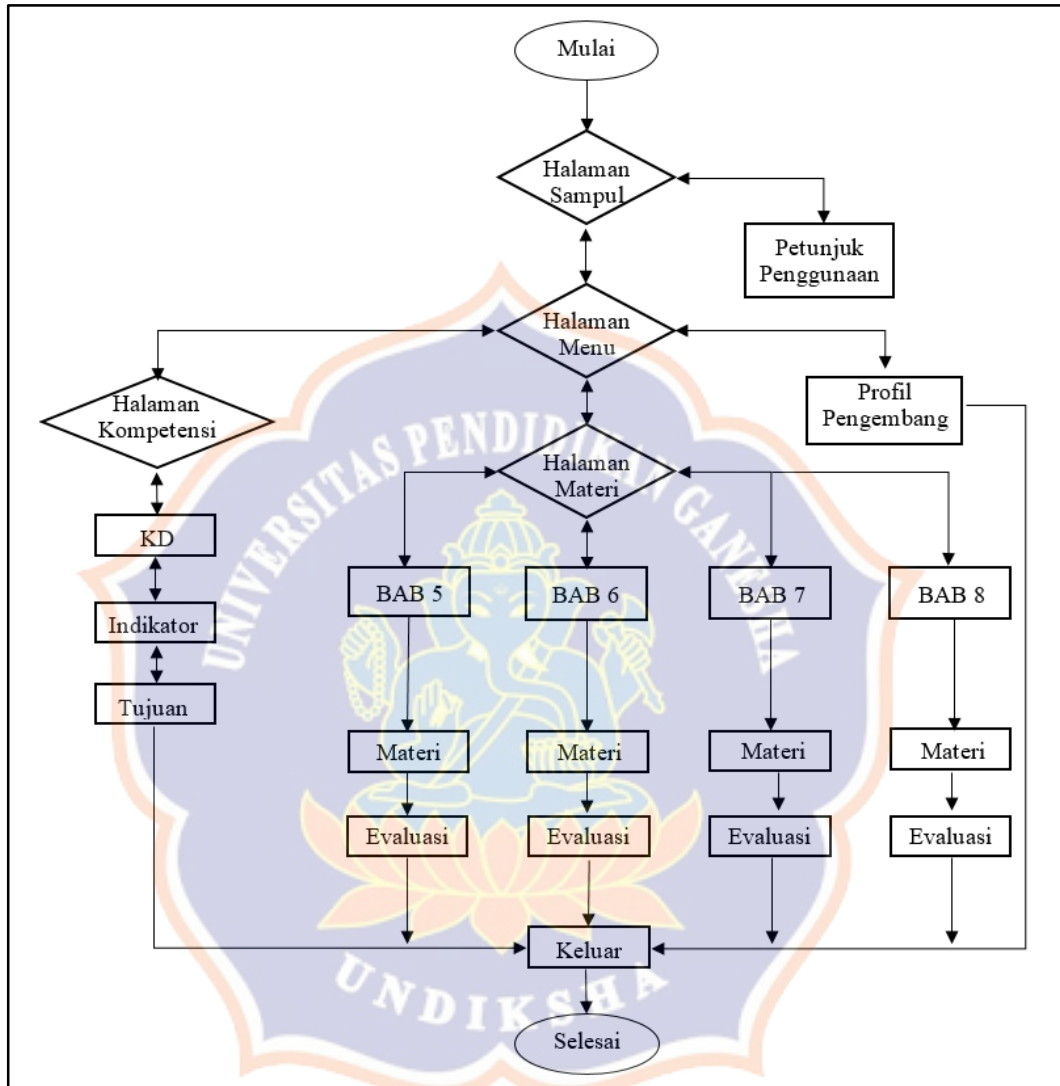 Mulai
Halaman
Sampul
Petunjuk
Penggunaan
Halaman
Menu
Profil
Pengembang
Halaman
Kompetensi
Halaman
Materi
KD
Indikator
Tujuan
BAB 5
BAB 6
BAB 7
BAB 8
Materi
Materi
Materi
Materi
Evaluasi
Evaluasi
Evaluasi
Evaluasi
Keluar
Selesai
UNIVERSITAS PENDIDIKAN GANESHA
UNDIKSHA